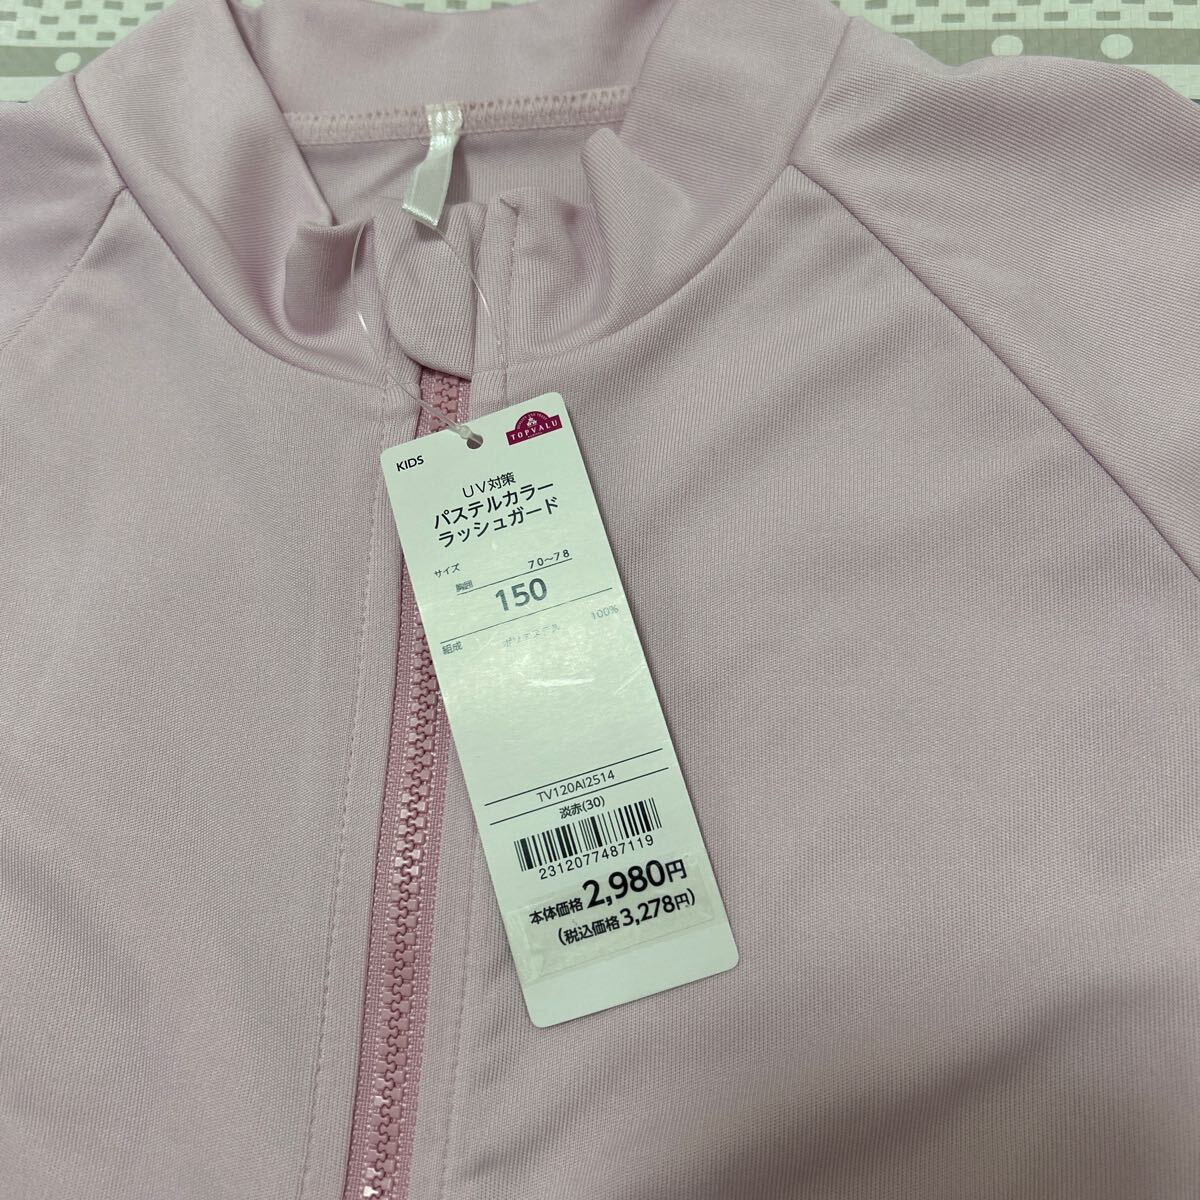 TOPVALU
KIDS
UV対策
パステルカラー
ラッシュガード
サイズ
胸囲 70～78
150
組成 ポリエステル 100%
TV120AI2514
淡赤(30)
2312077487119
本体価格2,980円
(税込価格3,278円)